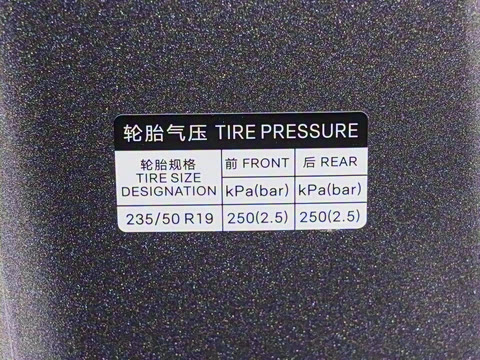 轮胎气压 TIRE PRESSURE
轮胎规格 前 FRONT 后 REAR
TIRE SIZE
DESIGNATION kPa(bar) kPa(bar)
235/50 R19 250(2.5) 250(2.5)